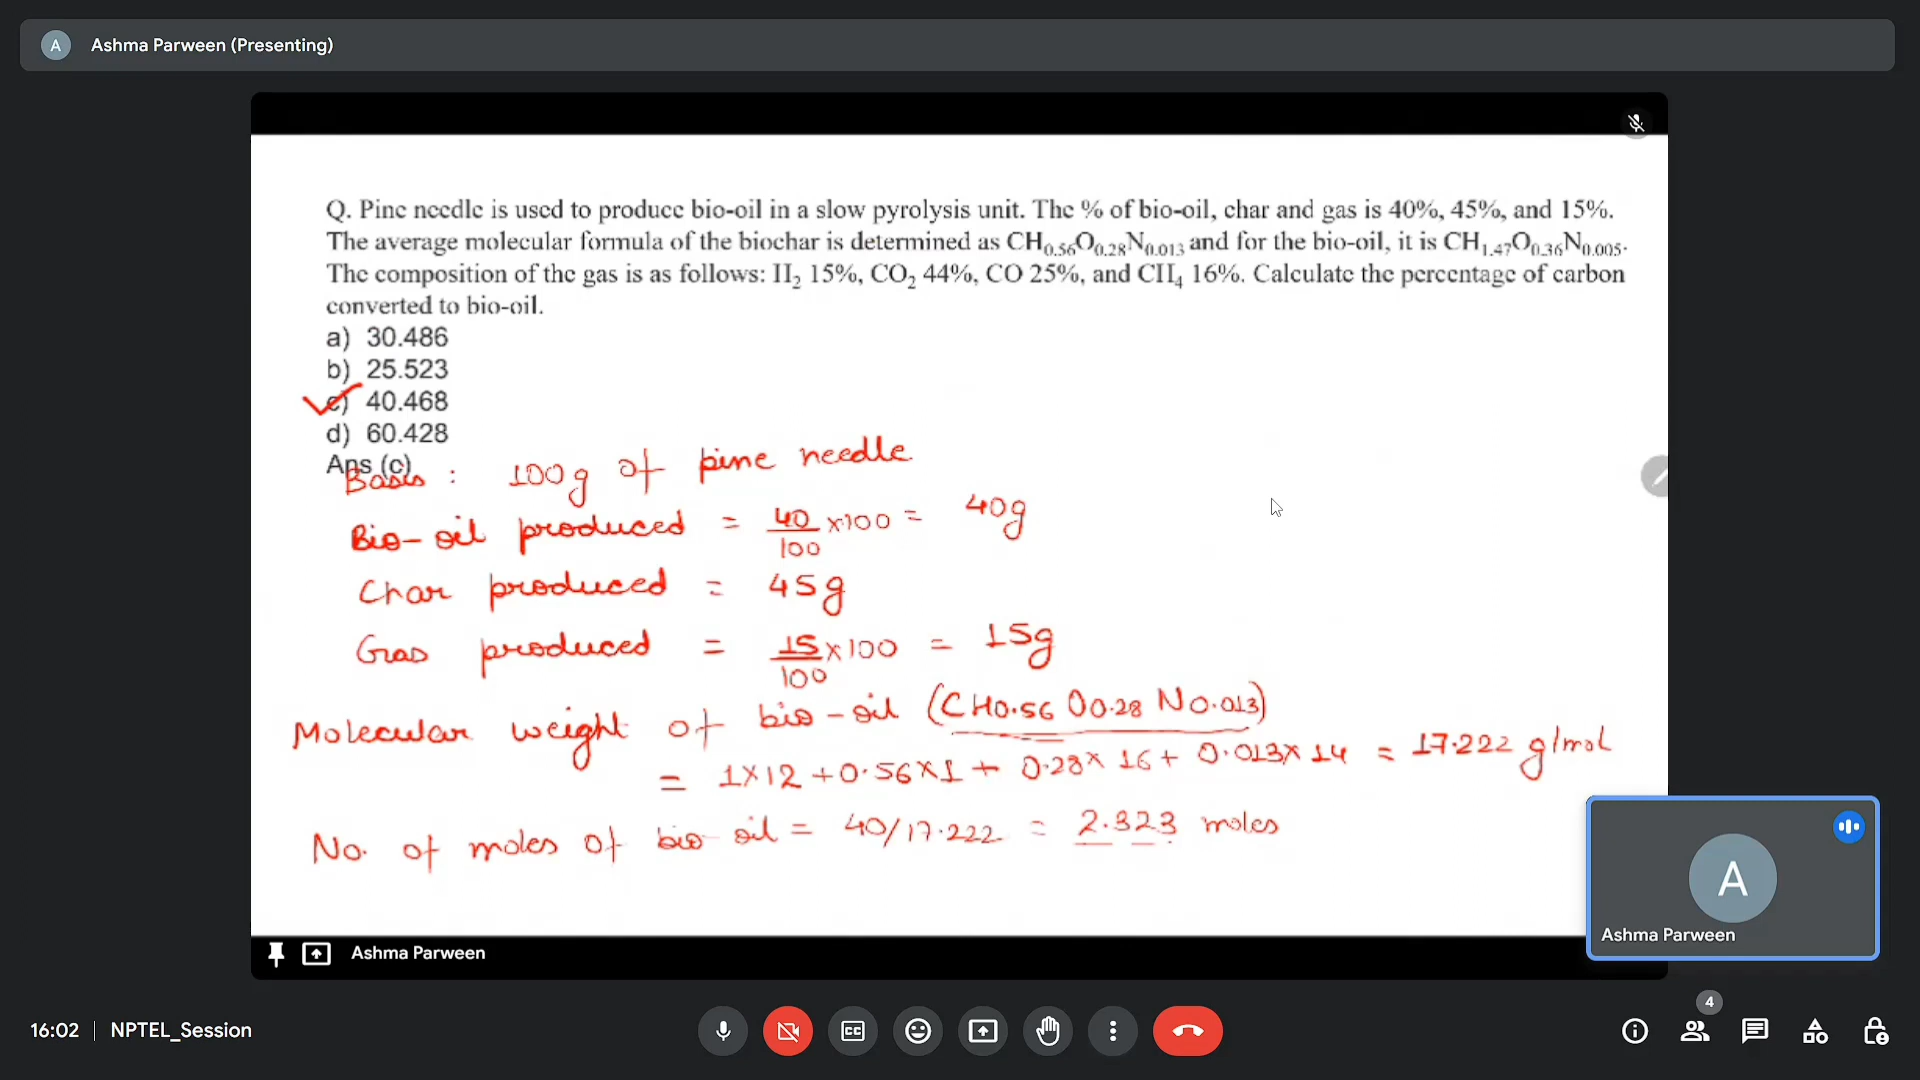 A Ashma Parween (Presenting)
Q. Pine needle is used to produce bio-oil in a slow pyrolysis unit. The % of bio-oil, char and gas is 40%, 45%, and 15%.
The average molecular formula of the biochar is determined as CH0.56O0.28N0.013 and for the bio-oil, it is CH1.47O0.36N0.005.
The composition of the gas is as follows: H2 15%, CO2 44%, CO 25%, and CH4 16%. Calculate the percentage of carbon
converted to bio-oil.
a) 30.486
b) 25.523
c) 40.468
d) 60.428
Ans (c)
Basis : 100g of pine needle
Bio-oil produced = 40/100 x100 = 40g
Char produced = 45g
Gas produced = 15/100 x100 = 15g
Molecular weight of bio-oil (CH0.56 O0.28 N0.013)
= 1x12 + 0.56x1 + 0.28x16 + 0.013x14 = 17.222 g/mol
No. of moles of bio oil = 40/17.222 = 2.323 moles
A
Ashma Parween
Ashma Parween
4
16:02 | NPTEL_Session
CC